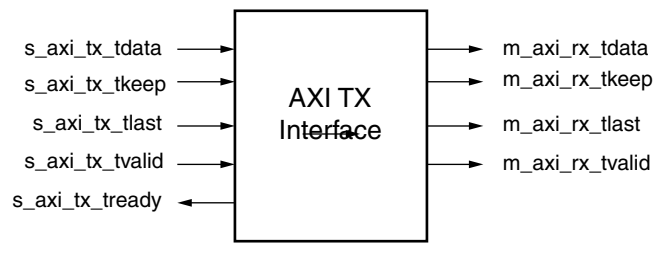 s_axi_tx_tdata
s_axi_tx_tkeep
s_axi_tx_tlast
s_axi_tx_tvalid
s_axi_tx_tready
AXI TX
Interface
m_axi_rx_tdata
m_axi_rx_tkeep
m_axi_rx_tlast
m_axi_rx_tvalid